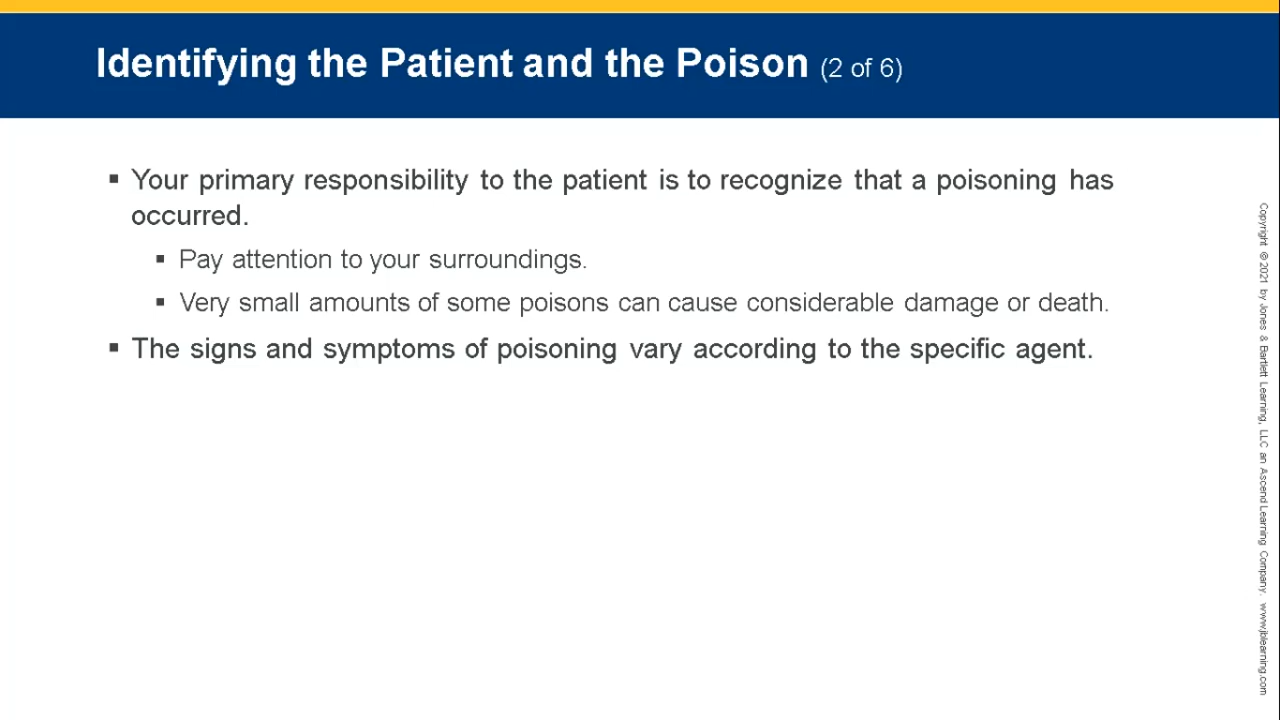 Identifying the Patient and the Poison (2 of 6)
▪ Your primary responsibility to the patient is to recognize that a poisoning has
occurred.
▪ Pay attention to your surroundings.
▪ Very small amounts of some poisons can cause considerable damage or death.
▪ The signs and symptoms of poisoning vary according to the specific agent.
Copyright © 2021 by Jones & Bartlett Learning, LLC an Ascend Learning Company. www.jblearning.com